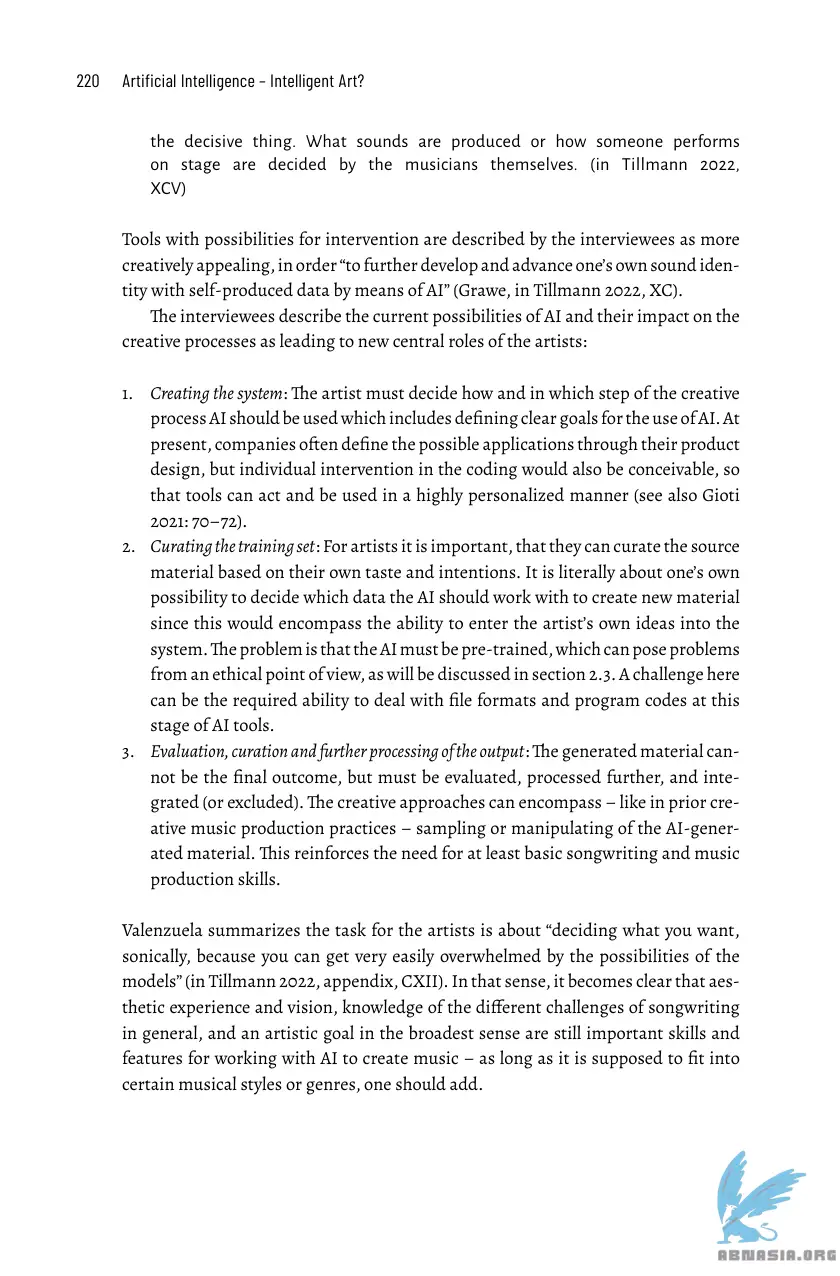 220 Artificial Intelligence – Intelligent Art?
the decisive thing. What sounds are produced or how someone performs
on stage are decided by the musicians themselves. (in Tillmann 2022,
XCV)
Tools with possibilities for intervention are described by the interviewees as more
creatively appealing, in order “to further develop and advance one’s own sound iden-
tity with self-produced data by means of AI” (Grawe, in Tillmann 2022, XC).
The interviewees describe the current possibilities of AI and their impact on the
creative processes as leading to new central roles of the artists:
1. Creating the system: The artist must decide how and in which step of the creative
process AI should be used which includes defining clear goals for the use of AI. At
present, companies often define the possible applications through their product
design, but individual intervention in the coding would also be conceivable, so
that tools can act and be used in a highly personalized manner (see also Gioti
2021: 70–72).
2. Curating the training set: For artists it is important, that they can curate the source
material based on their own taste and intentions. It is literally about one’s own
possibility to decide which data the AI should work with to create new material
since this would encompass the ability to enter the artist’s own ideas into the
system. The problem is that the AI must be pre-trained, which can pose problems
from an ethical point of view, as will be discussed in section 2.3. A challenge here
can be the required ability to deal with file formats and program codes at this
stage of AI tools.
3. Evaluation, curation and further processing of the output: The generated material can-
not be the final outcome, but must be evaluated, processed further, and inte-
grated (or excluded). The creative approaches can encompass – like in prior cre-
ative music production practices – sampling or manipulating of the AI-gener-
ated material. This reinforces the need for at least basic songwriting and music
production skills.
Valenzuela summarizes the task for the artists is about “deciding what you want,
sonically, because you can get very easily overwhelmed by the possibilities of the
models” (in Tillmann 2022, appendix, CXII). In that sense, it becomes clear that aes-
thetic experience and vision, knowledge of the different challenges of songwriting
in general, and an artistic goal in the broadest sense are still important skills and
features for working with AI to create music – as long as it is supposed to fit into
certain musical styles or genres, one should add.
ABNASIA.ORG